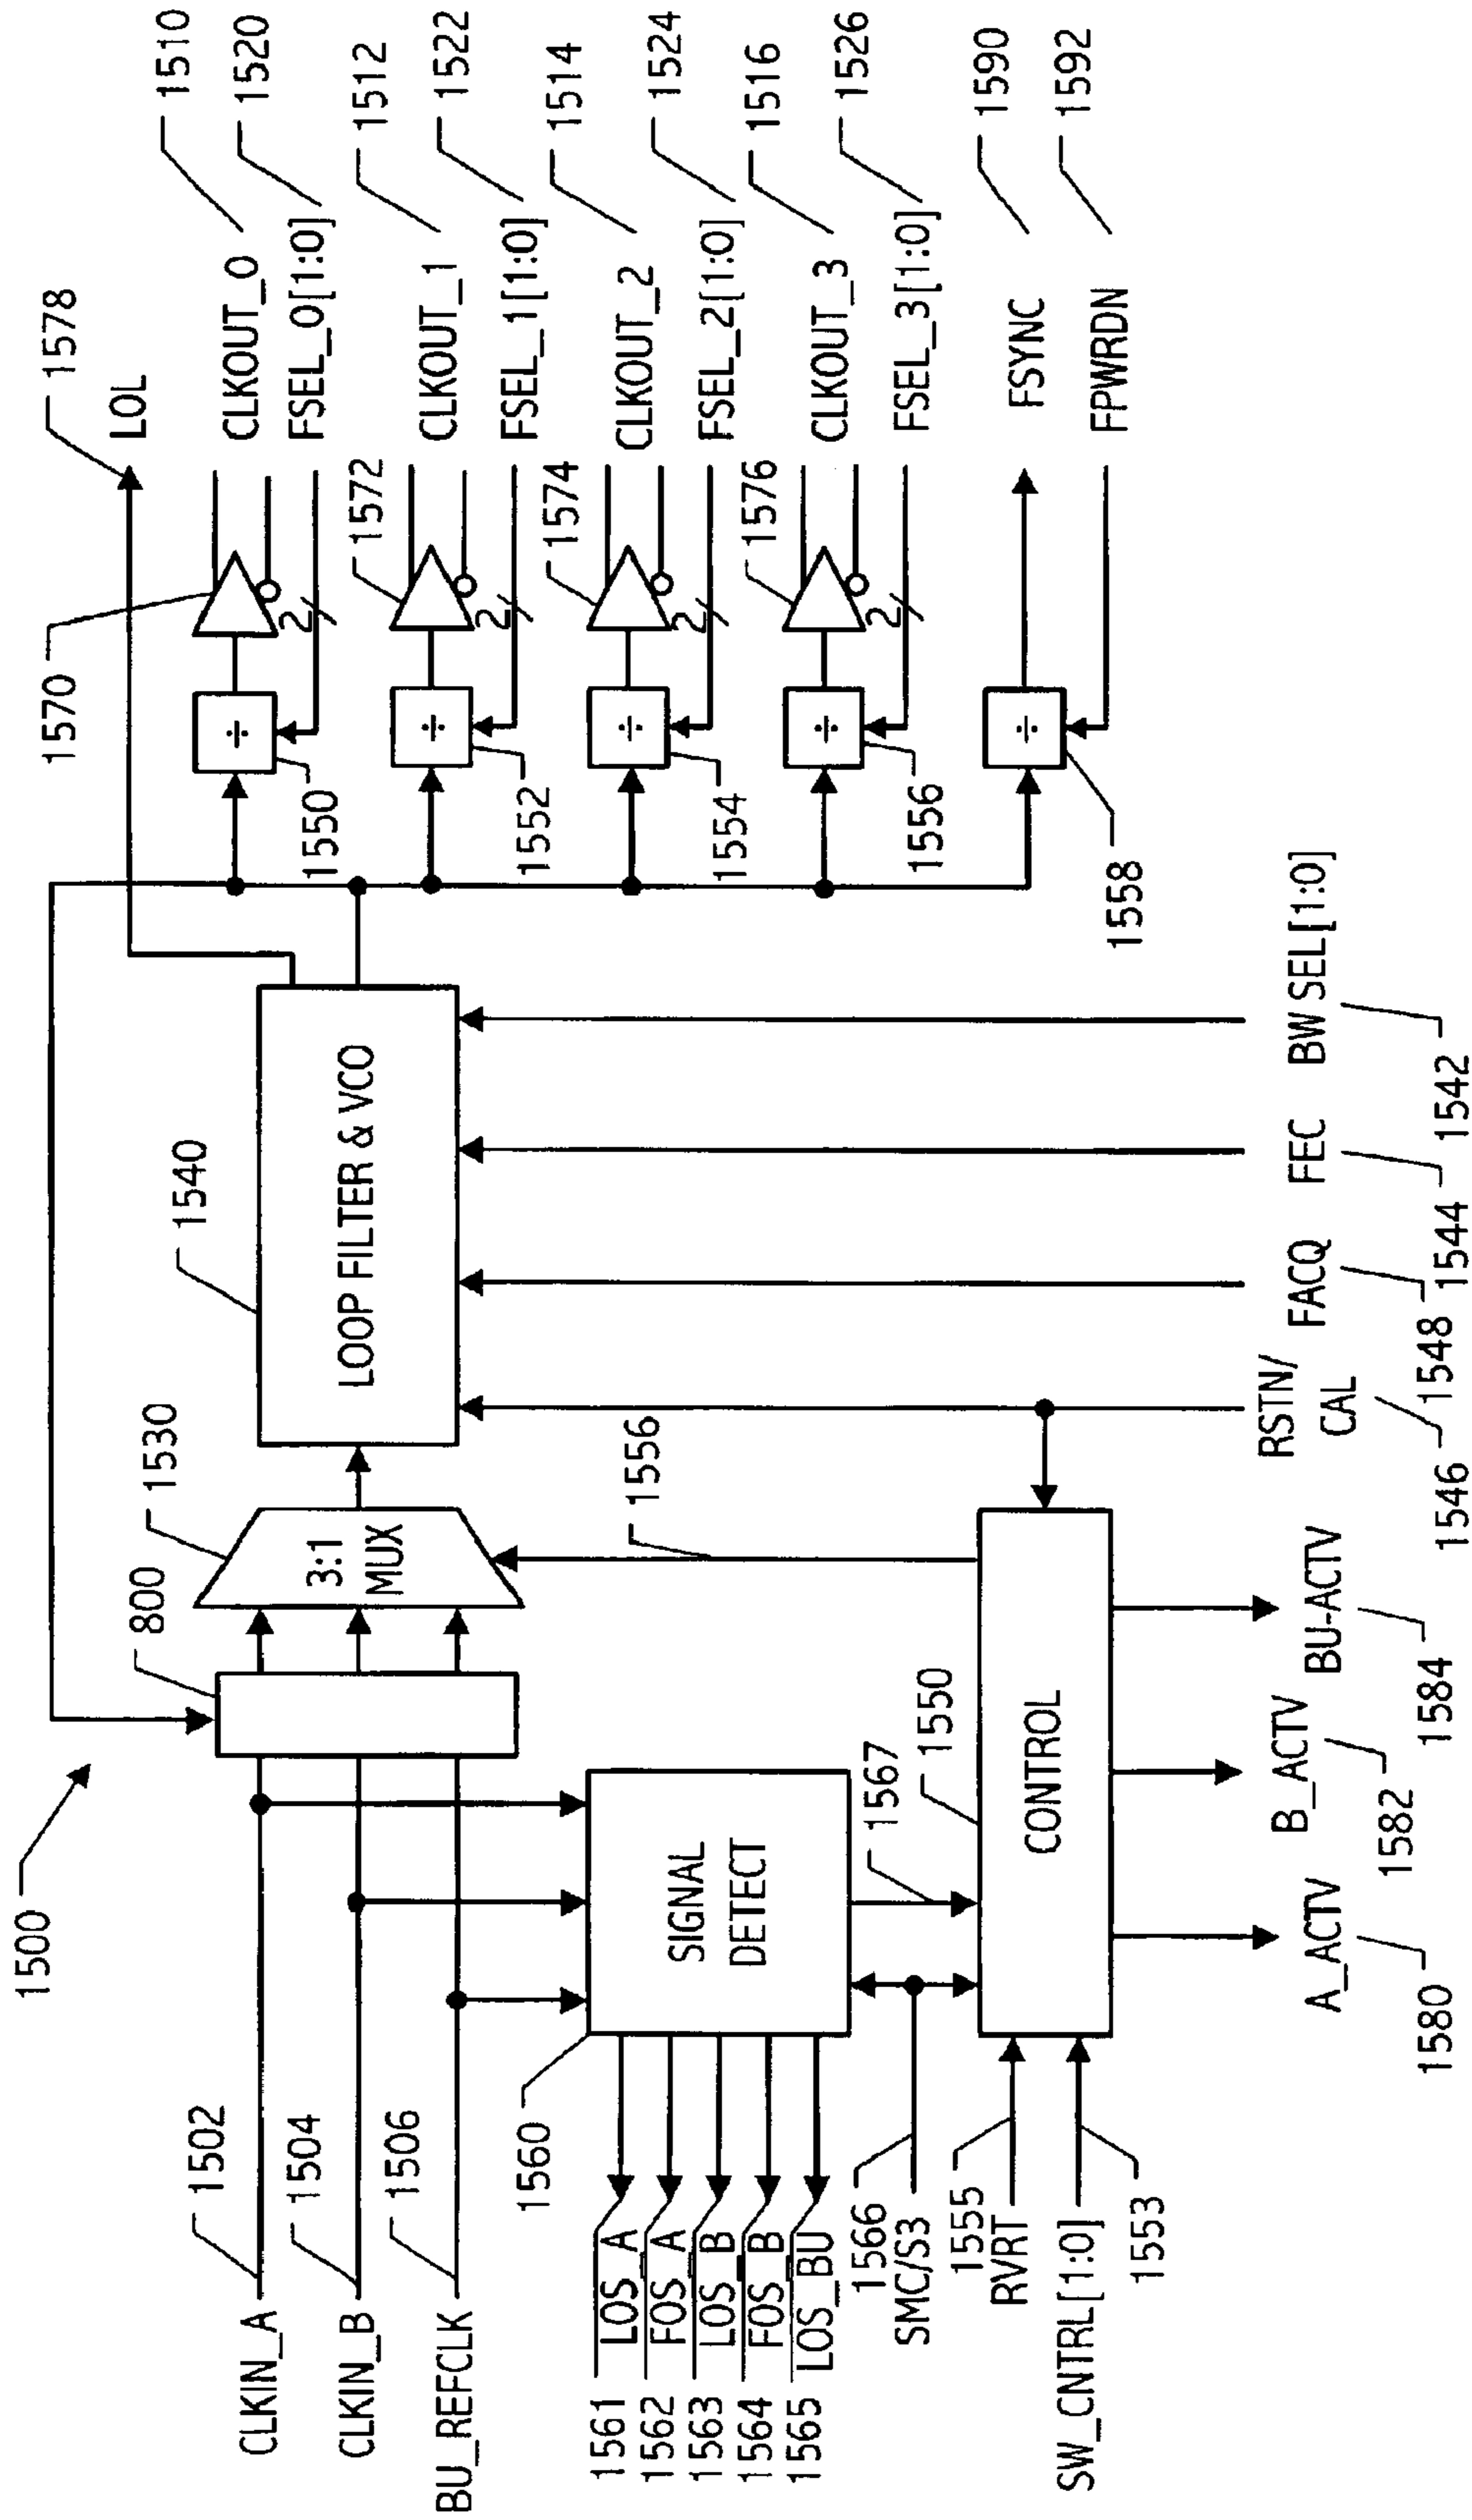 1500
CLKIN_A
1502
CLKIN_B
1504
BU_REFCLK
1506
800
1530
3:1
MUX
1540
LOOP FILTER & VCO
1578
LOL
1570
1510
CLKOUT_0
1520
FSEL_0[1:0]
2
1550
1572
1512
CLKOUT_1
1522
FSEL_1[1:0]
2
1552
1574
1514
CLKOUT_2
1524
FSEL_2[1:0]
2
1554
1576
1516
CLKOUT_3
1526
FSEL_3[1:0]
2
1556
1590
FSYNC
1592
FPWRDN
1558
1560
SIGNAL
DETECT
1561
LOS_A
1562
FOS_A
1563
LOS_B
1564
FOS_B
1565
LOS_BU
1566
SMC/S3
1567
1550
CONTROL
1556
1555
RVRT
SW_CNTRL[1:0]
1553
A_ACTV
1580
B_ACTV
1582
BU-ACTV
1584
RSTN/
CAL
1546
FACQ
1548
FEC
1544
BW SEL[1:0]
1542
÷
÷
÷
÷
÷